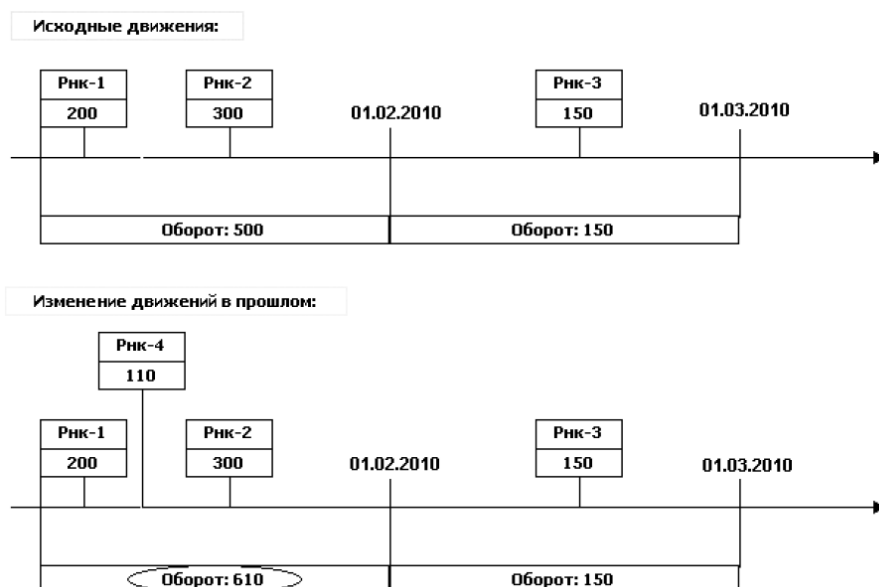 Исходные движения:
Рнк-1 Рнк-2 Рнк-3
200 300 01.02.2010 150 01.03.2010
Оборот: 500 Оборот: 150
Изменение движений в прошлом:
Рнк-4
110
Рнк-1 Рнк-2 Рнк-3
200 300 01.02.2010 150 01.03.2010
Оборот: 610 Оборот: 150